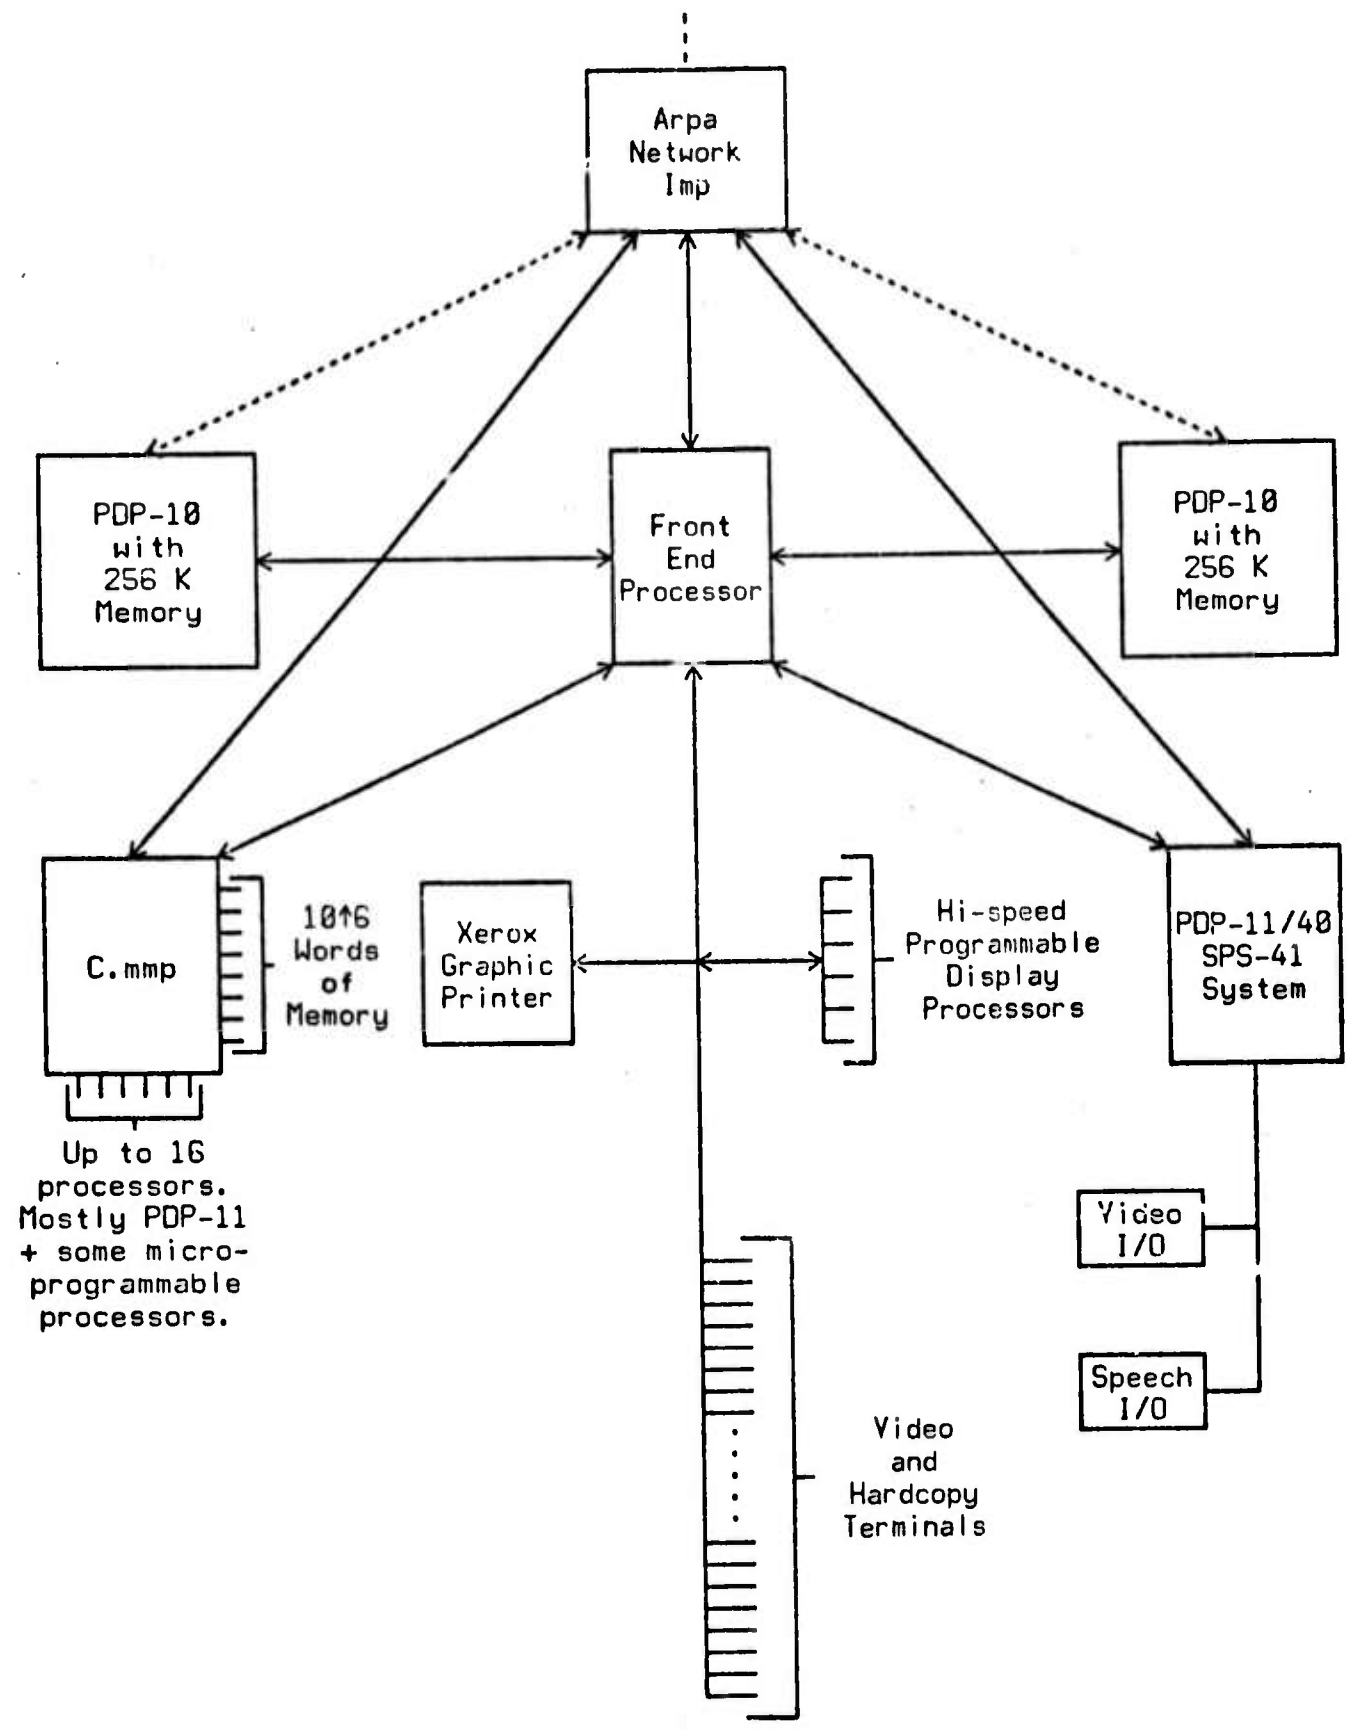 Arpa
Network
Imp
PDP-10
with
256 K
Memory
Front
End
Processor
PDP-10
with
256 K
Memory
C.mmp
10↑6
Words
of
Memory
Xerox
Graphic
Printer
Hi-speed
Programmable
Display
Processors
PDP-11/40
SPS-41
System
Up to 16
processors.
Mostly PDP-11
+ some micro-
programmable
processors.
Video
I/O
Speech
I/O
Video
and
Hardcopy
Terminals